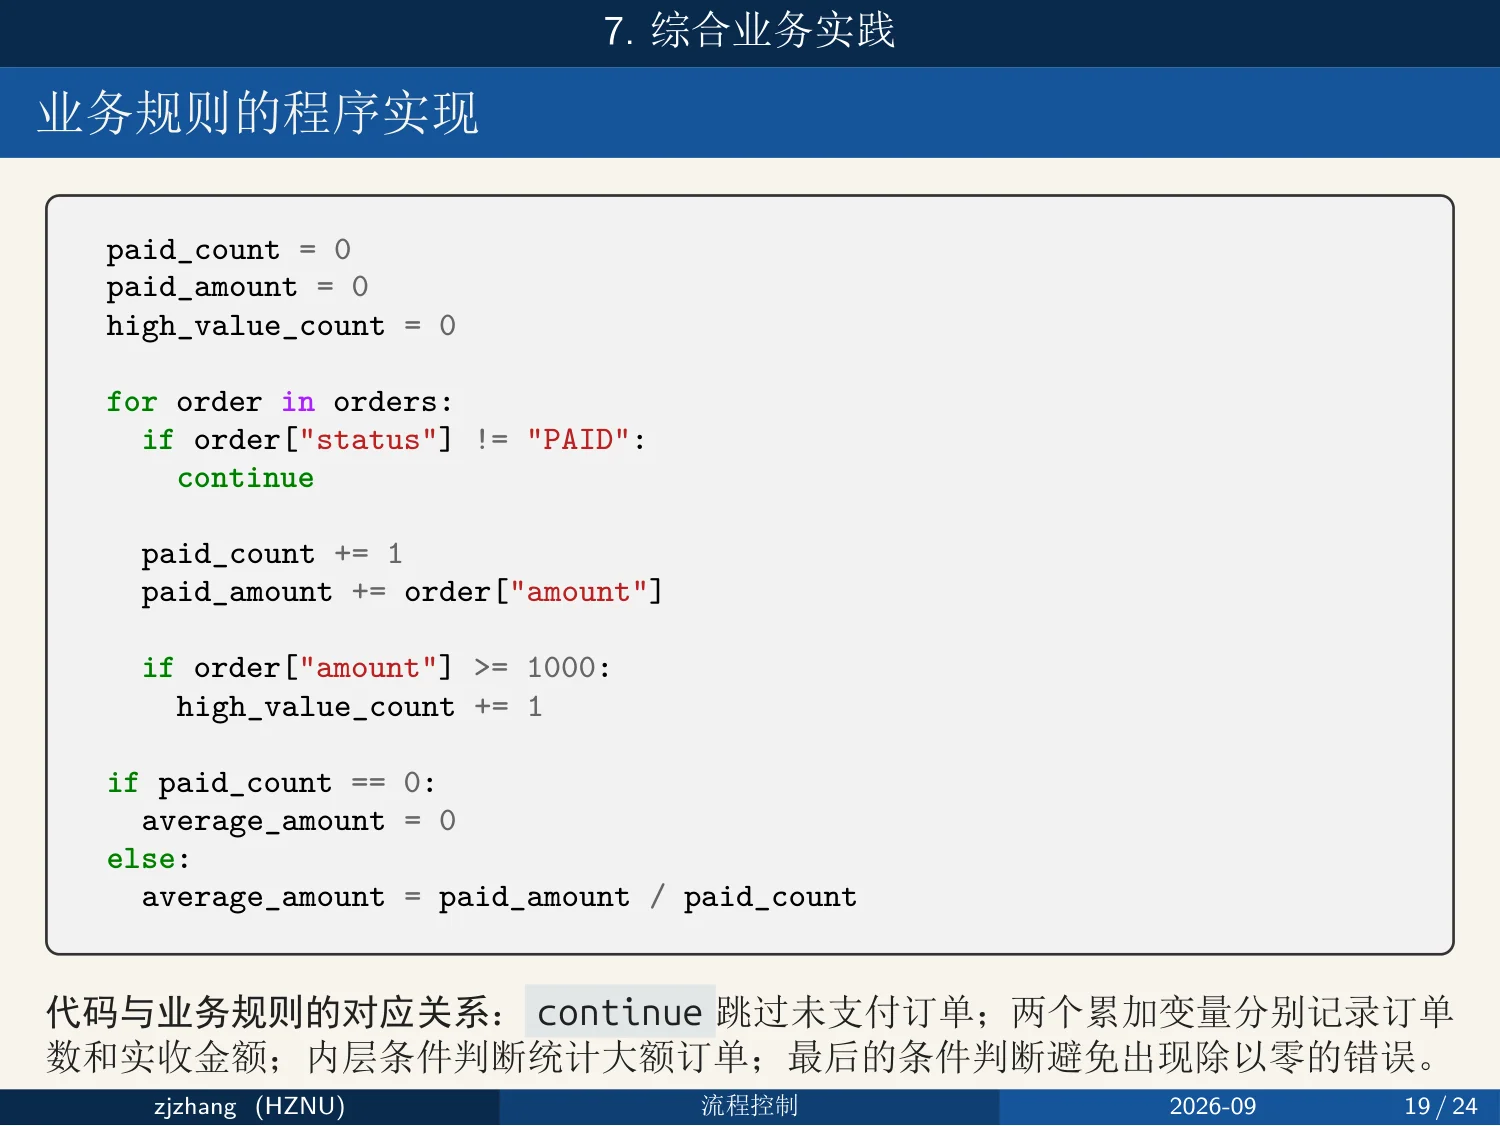 7. 综合业务实践
业务规则的程序实现
paid_count = 0
paid_amount = 0
high_value_count = 0
for order in orders:
  if order["status"] != "PAID":
    continue
  paid_count += 1
  paid_amount += order["amount"]
  if order["amount"] >= 1000:
    high_value_count += 1
if paid_count == 0:
  average_amount = 0
else:
  average_amount = paid_amount / paid_count
代码与业务规则的对应关系：continue 跳过未支付订单；两个累加变量分别记录订单
数和实收金额；内层条件判断统计大额订单；最后的条件判断避免出现除以零的错误。
zjzhang (HZNU) 流程控制 2026-09 19 / 24